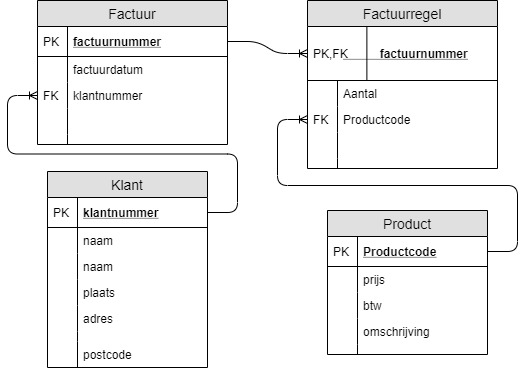 Factuur
PK factuurnummer
factuurdatum
FK klantnummer
Factuurregel
PK,FK factuurnummer
Aantal
FK Productcode
Klant
PK klantnummer
naam
naam
plaats
adres
postcode
Product
PK Productcode
prijs
btw
omschrijving